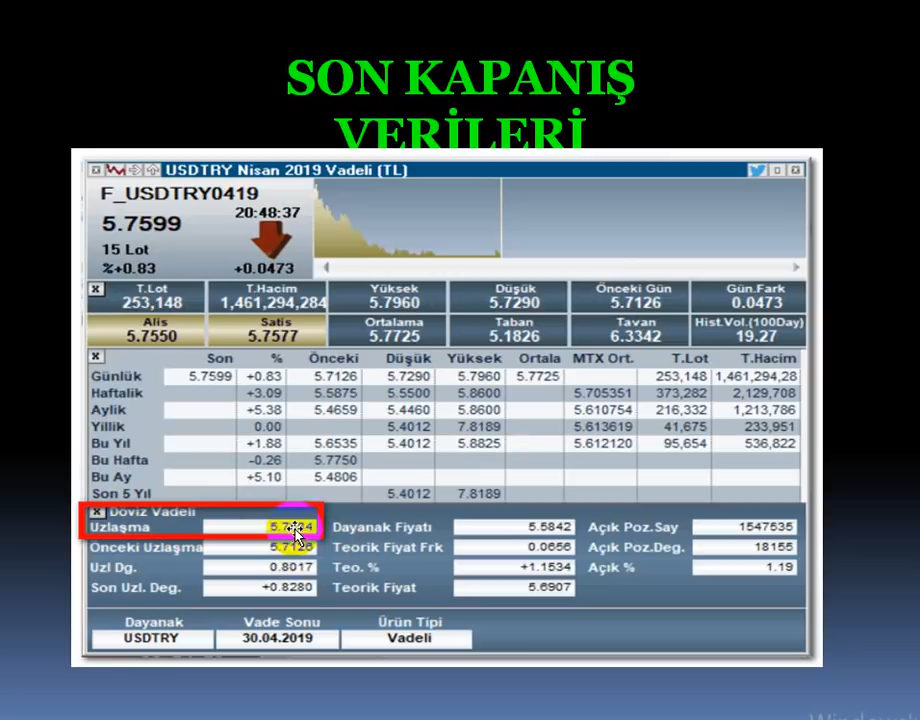 SON KAPANIŞ
VERİLERİ
USDTRY Nisan 2019 Vadeli (TL)
F_USDTRY0419
5.7599 20:48:37
15 Lot
%+0.83 +0.0473
T.Lot T.Hacim Yüksek Düşük Önceki Gün Gün.Fark
253,148 1,461,294,284 5.7960 5.7290 5.7126 0.0473
Alis Satis Ortalama Taban Tavan Hist.Vol.(100Day)
5.7550 5.7577 5.7725 5.1826 6.3342 19.27
Son % Önceki Düşük Yüksek Ortala MTX Ort. T.Lot T.Hacim
Günlük 5.7599 +0.83 5.7126 5.7290 5.7960 5.7725 253,148 1,461,294,28
Haftalik +3.09 5.5875 5.5500 5.8600 5.705351 373,282 2,129,708
Aylik +5.38 5.4659 5.4460 5.8600 5.610754 216,332 1,213,786
Yillik 0.00 5.4012 7.8189 5.613619 41,675 233,951
Bu Yıl +1.88 5.6535 5.4012 5.8825 5.612120 95,654 536,822
Bu Hafta -0.26 5.7750
Bu Ay +5.10 5.4806
Son 5 Yıl 5.4012 7.8189
Döviz Vadeli
Uzlaşma Dayanak Fiyatı 5.5842 Açık Poz.Say 1547535
Önceki Uzlaşma 5.7126 Teorik Fiyat Frk 0.0656 Açık Poz.Deg. 18155
Uzl Dg. 0.8017 Teo. % +1.1534 Açık % 1.19
Son Uzl. Deg. +0.8280 Teorik Fiyat 5.6907
Dayanak Vade Sonu Ürün Tipi
USDTRY 30.04.2019 Vadeli